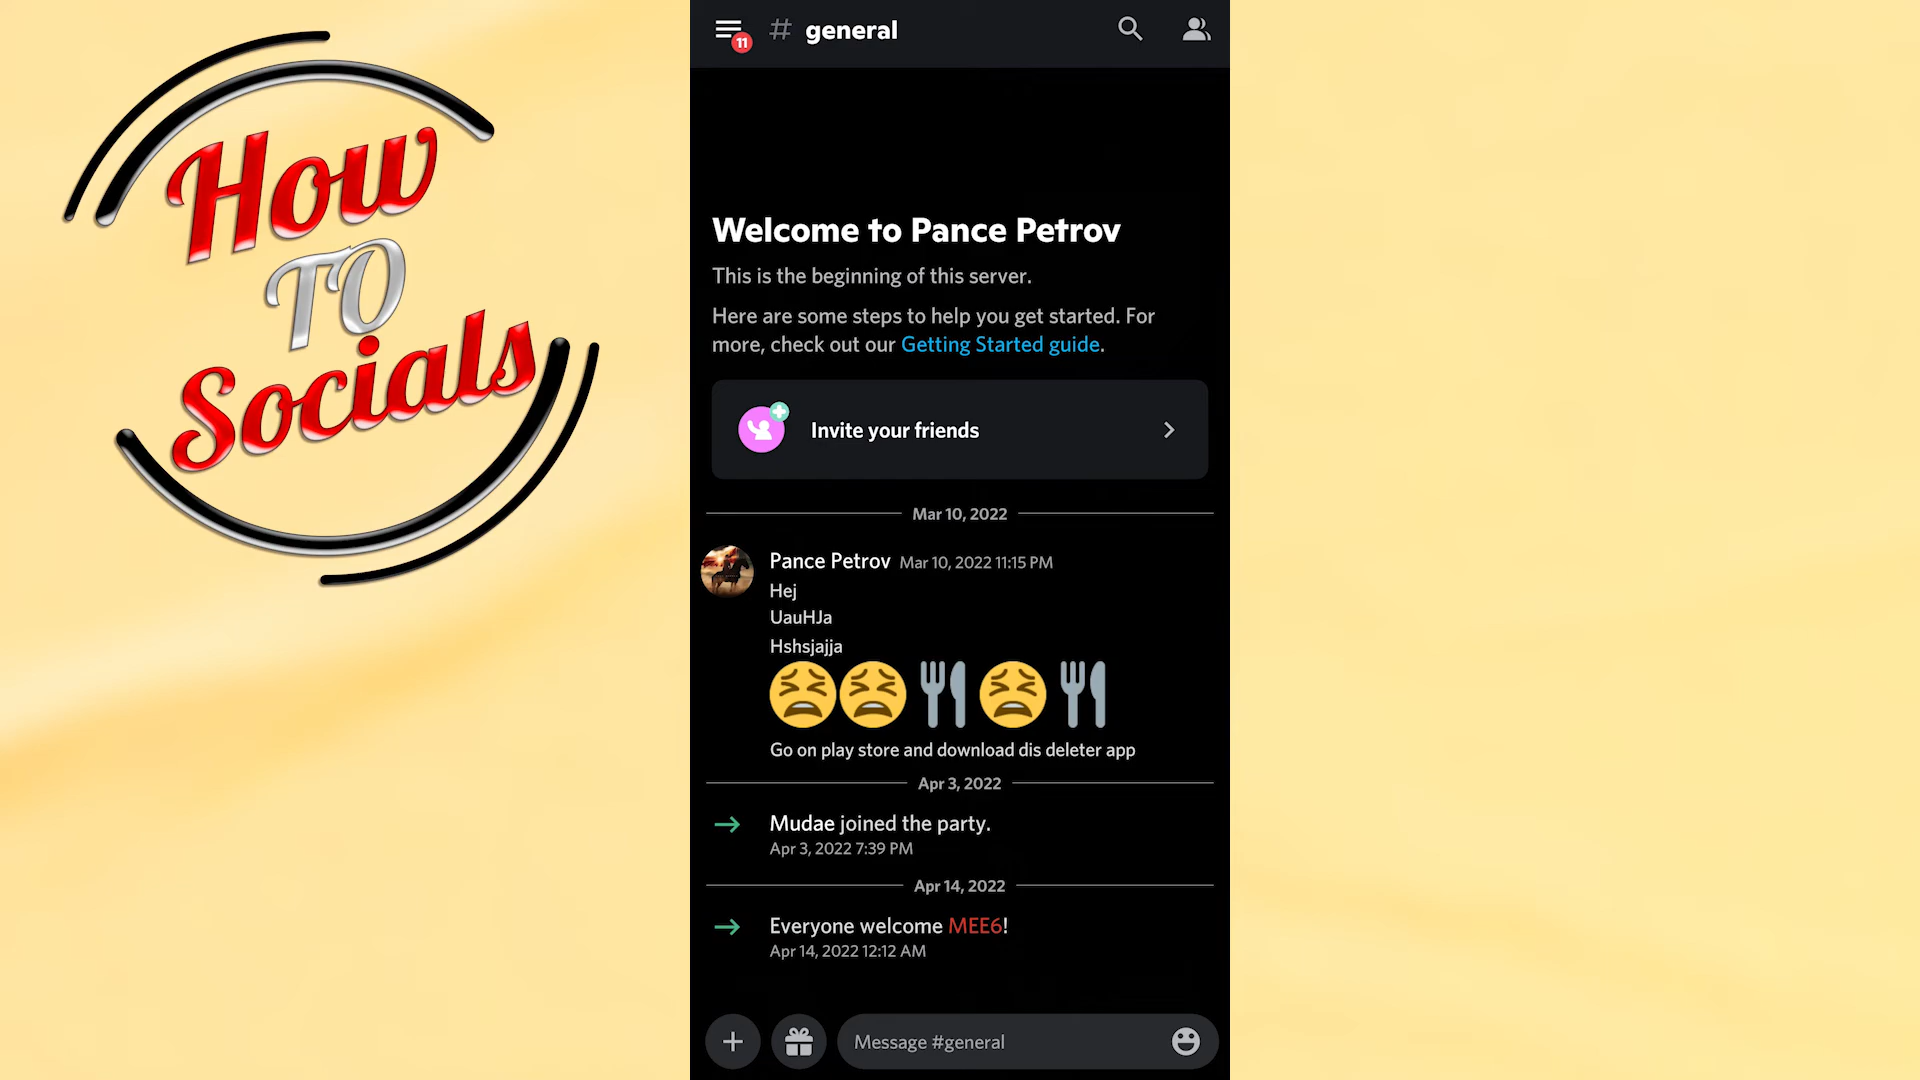 How
TO
Socials
11
# general
Welcome to Pance Petrov
This is the beginning of this server.
Here are some steps to help you get started. For
more, check out our Getting Started guide.
Invite your friends
Mar 10, 2022
Pance Petrov Mar 10, 2022 11:15 PM
Hej
UauHJa
Hshsjajja
😫😫🍴😫🍴
Go on play store and download dis deleter app
Apr 3, 2022
Mudae joined the party.
Apr 3, 2022 7:39 PM
Apr 14, 2022
Everyone welcome MEE6!
Apr 14, 2022 12:12 AM
Message #general